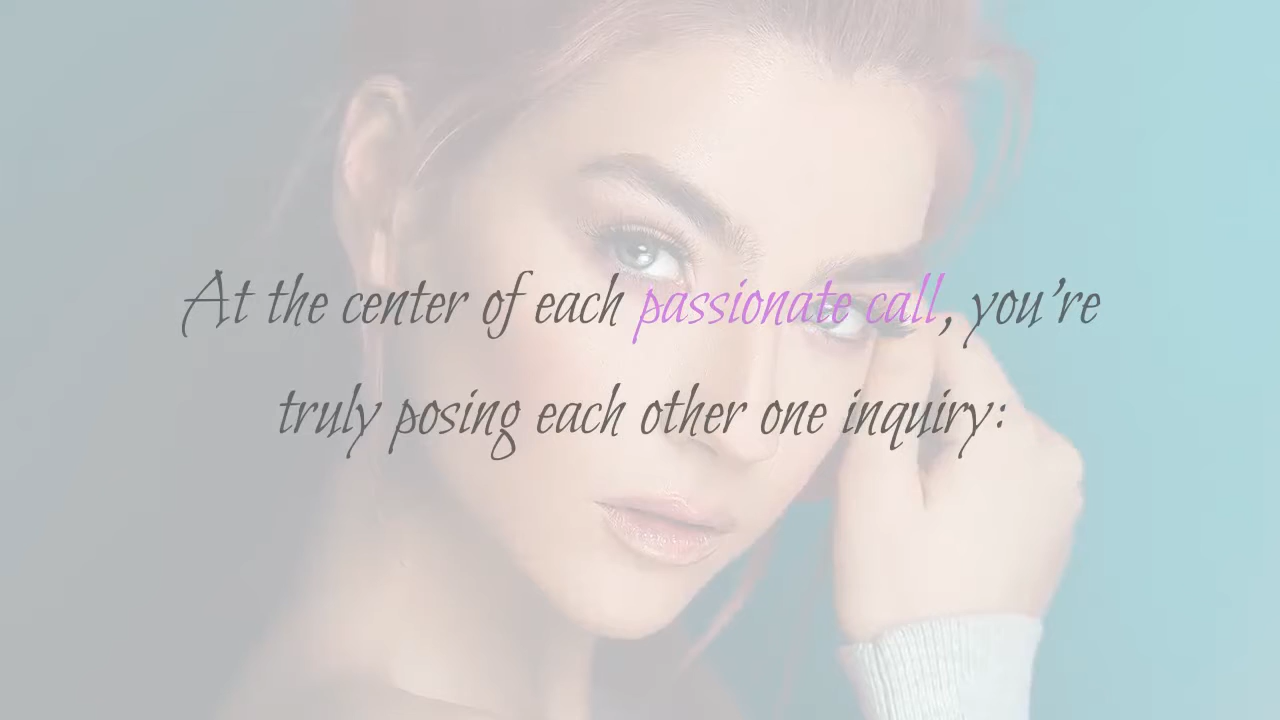 At the center of each passionate call, you're
truly posing each other one inquiry: